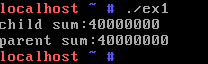 localhost ~ # ./ex1
child sum:40000000
parent sum:40000000
localhost ~ #